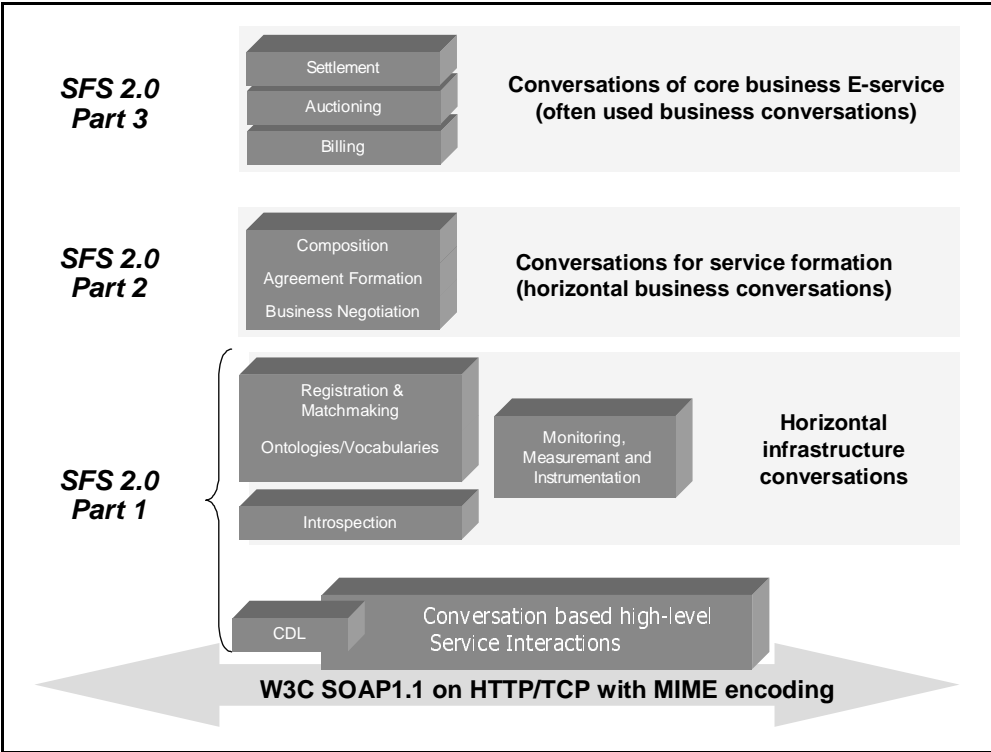 SFS 2.0
Part 3
Settlement
Auctioning
Billing
Conversations of core business E-service
(often used business conversations)
SFS 2.0
Part 2
Composition
Agreement Formation
Business Negotiation
Conversations for service formation
(horizontal business conversations)
SFS 2.0
Part 1
Registration &
Matchmaking
Ontologies/Vocabularies
Introspection
Monitoring,
Measuremant and
Instrumentation
Horizontal
infrastructure
conversations
CDL
Conversation based high-level
Service Interactions
W3C SOAP1.1 on HTTP/TCP with MIME encoding